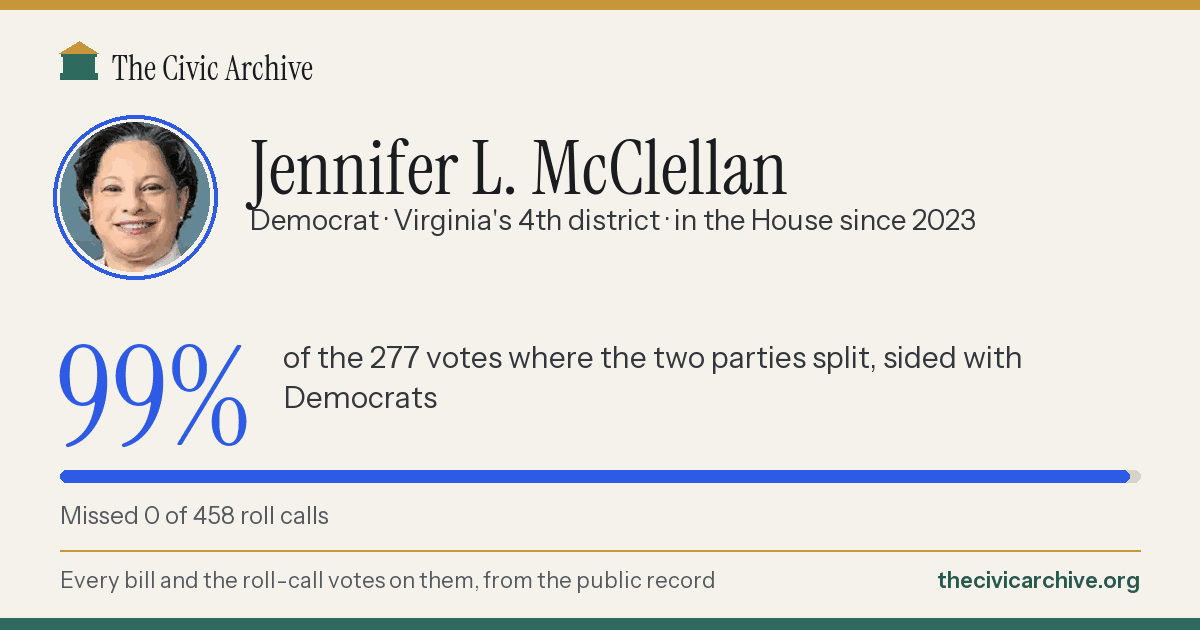 The Civic Archive
Jennifer L. McClellan
Democrat · Virginia's 4th district · in the House since 2023
99%
of the 277 votes where the two parties split, sided with
Democrats
Missed 0 of 458 roll calls
Every bill and the roll-call votes on them, from the public record
thecivicarchive.org